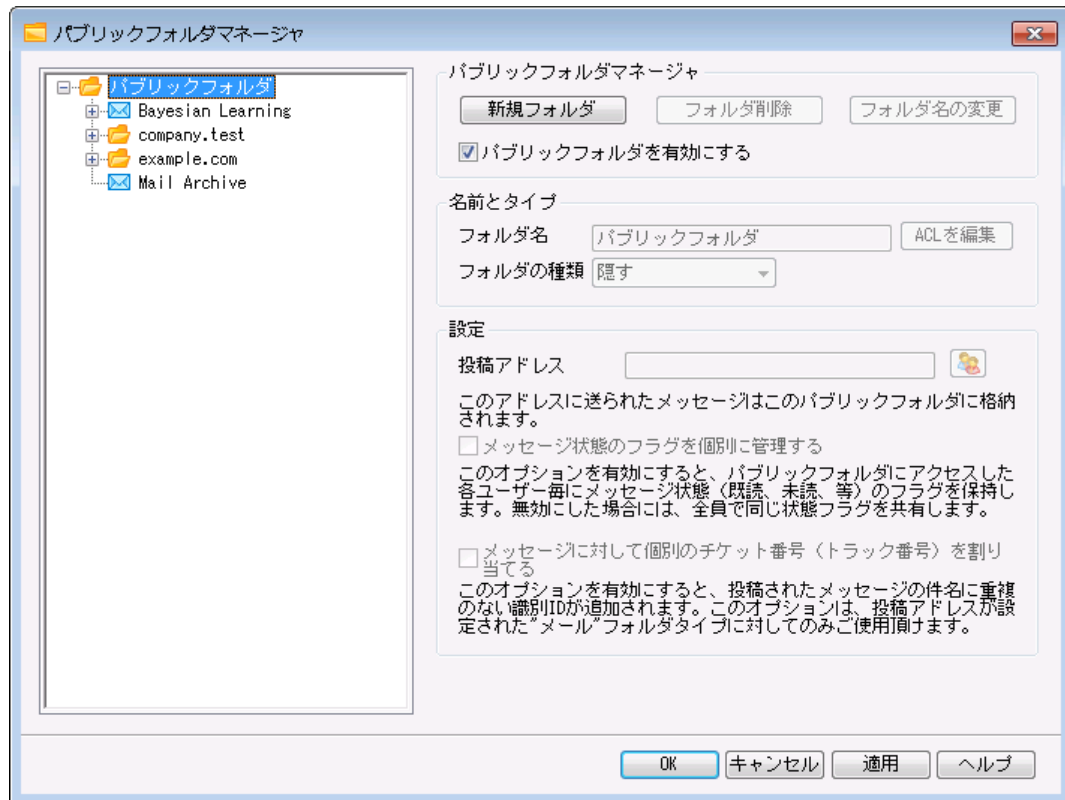 パブリックフォルダマネージャ
パブリックフォルダ
Bayesian Learning
company.test
example.com
Mail Archive
パブリックフォルダマネージャ
新規フォルダ
フォルダ削除
フォルダ名の変更
パブリックフォルダを有効にする
名前とタイプ
フォルダ名
パブリックフォルダ
ACLを編集
フォルダの種類
隠す
設定
投稿アドレス
このアドレスに送られたメッセージはこのパブリックフォルダに格納
されます。
メッセージ状態のフラグを個別に管理する
このオプションを有効にすると、パブリックフォルダにアクセスした
各ユーザー毎にメッセージ状態（既読、未読、等）のフラグを保持し
ます。無効にした場合には、全員で同じ状態フラグを共有します。
メッセージに対して個別のチケット番号（トラック番号）を割り
当てる
このオプションを有効にすると、投稿されたメッセージの件名に重複
のない識別IDが追加されます。このオプションは、投稿アドレスが設
定された"メール"フォルダタイプに対してのみご使用頂けます。
OK
キャンセル
適用
ヘルプ